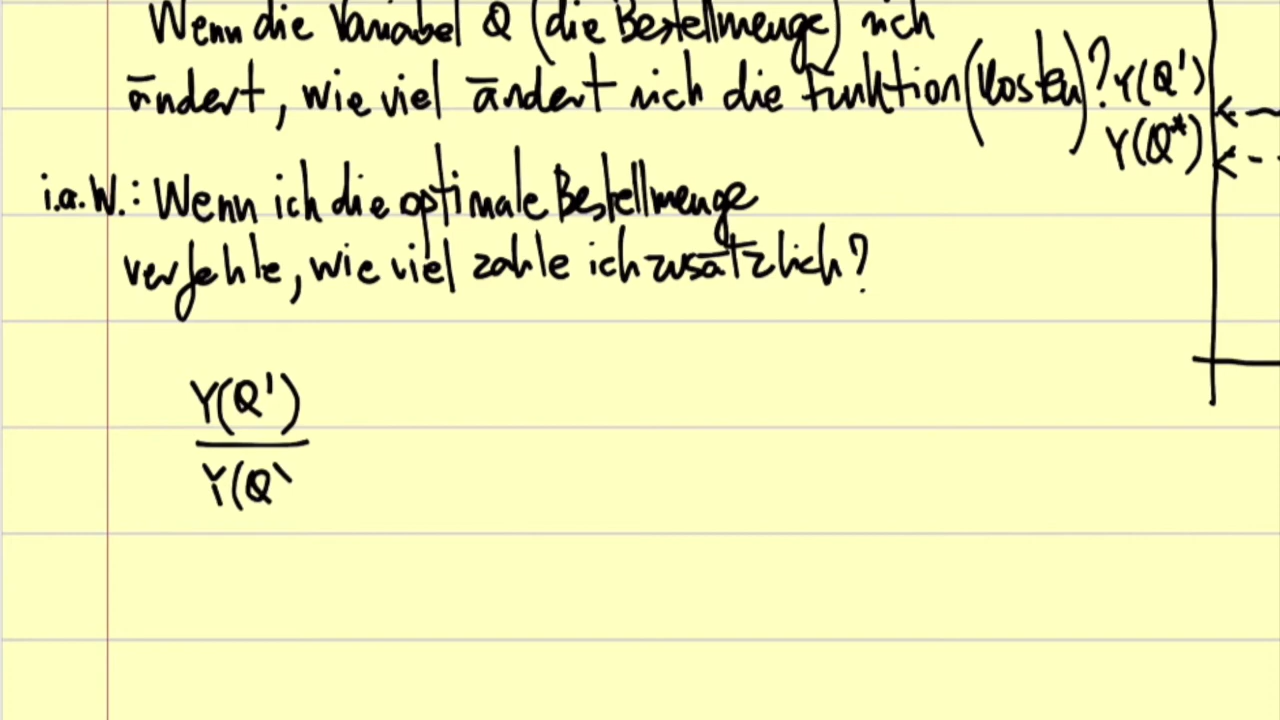 Wenn die Variabel Q (die Bestellmenge) sich
ändert, wie viel ändert sich die Funktion (Kosten)?
Y(Q')
Y(Q*)
i.a.W.: Wenn ich die optimale Bestellmenge
verfehle, wie viel zahle ich zusätzlich?
Y(Q')
Y(Q